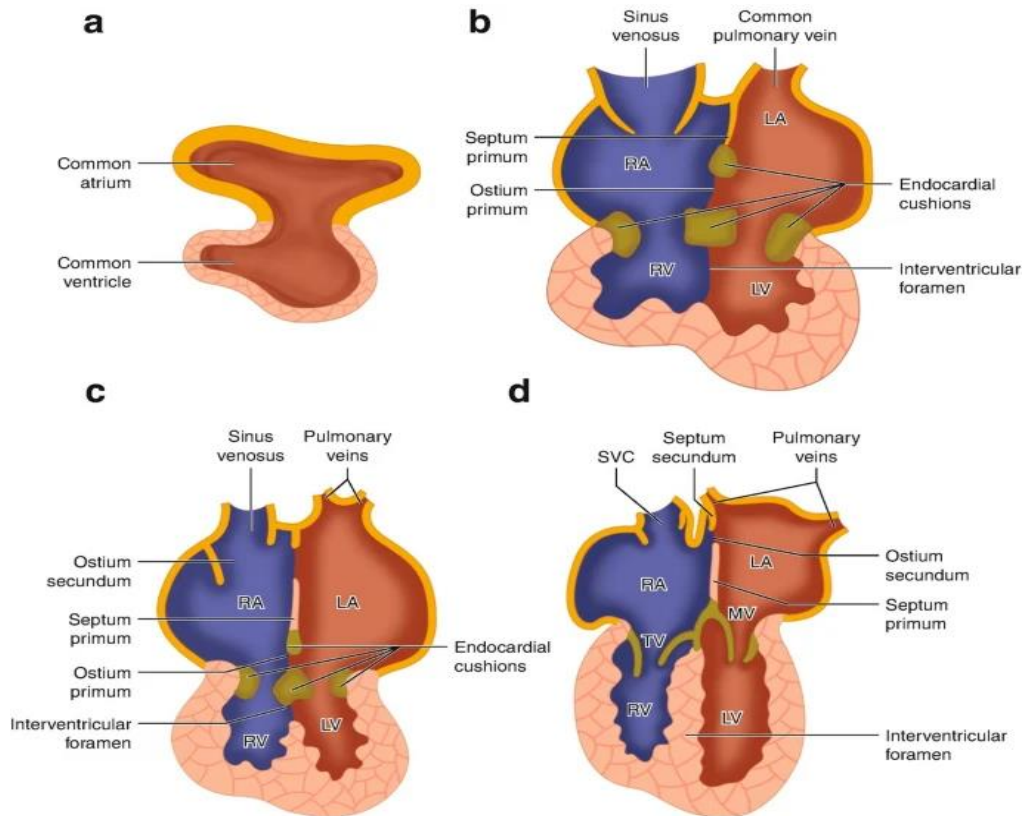 a
Common
atrium
Common
ventricle
b
Sinus
venosus
Common
pulmonary vein
Septum
primum
Ostium
primum
RA
LA
RV
LV
Endocardial
cushions
Interventricular
foramen
c
Sinus
venosus
Pulmonary
veins
Ostium
secundum
Septum
primum
Ostium
primum
Interventricular
foramen
RA
LA
RV
LV
Endocardial
cushions
d
SVC
Septum
secundum
Pulmonary
veins
RA
LA
TV
MV
RV
LV
Ostium
secundum
Septum
primum
Interventricular
foramen